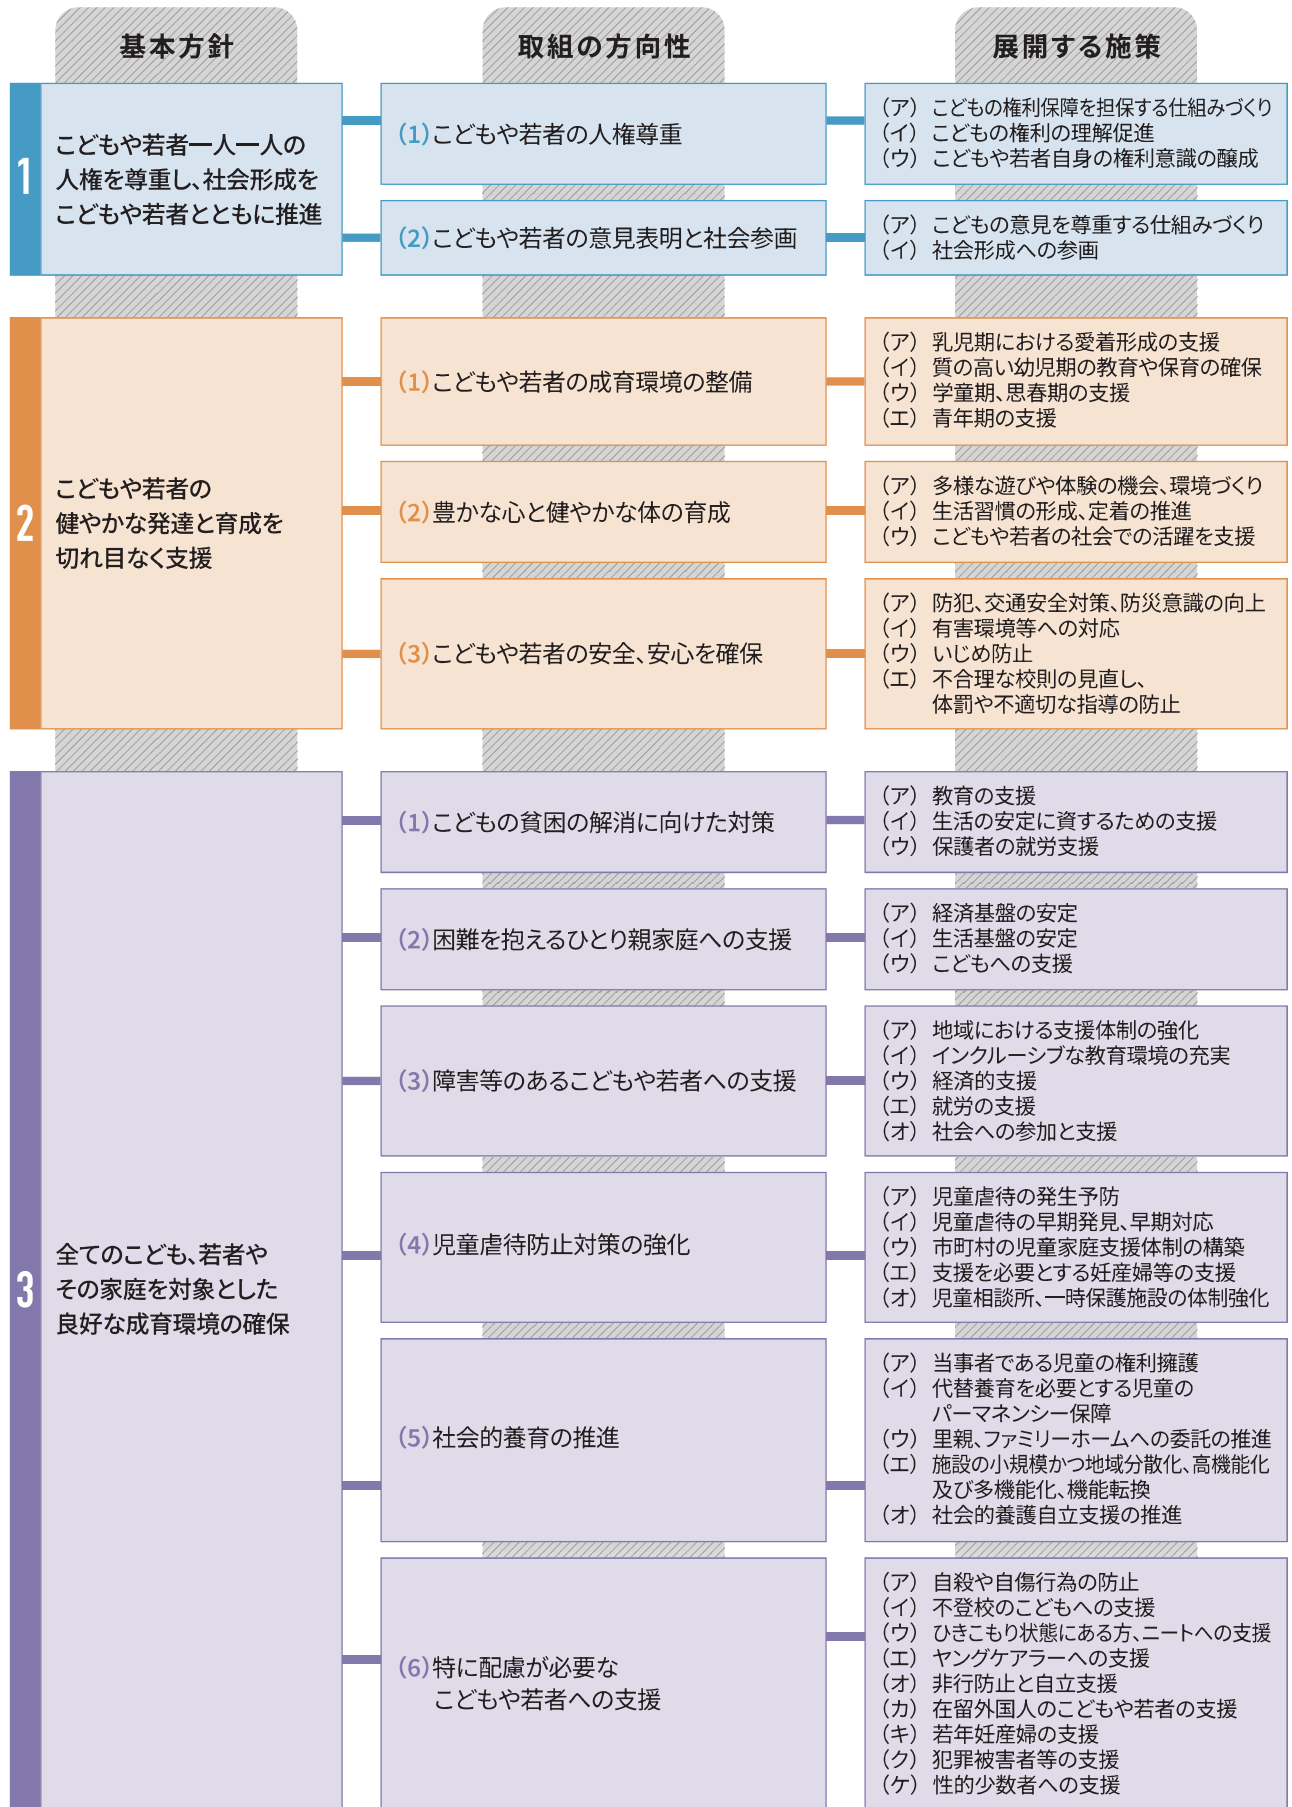 基本方針
取組の方向性
展開する施策
1
こどもや若者一人一人の
人権を尊重し、社会形成を
こどもや若者とともに推進
(1)こどもや若者の人権尊重
（ア） こどもの権利保障を担保する仕組みづくり
（イ） こどもの権利の理解促進
（ウ） こどもや若者自身の権利意識の醸成
(2)こどもや若者の意見表明と社会参画
（ア） こどもの意見を尊重する仕組みづくり
（イ） 社会形成への参画
2
こどもや若者の
健やかな発達と育成を
切れ目なく支援
(1)こどもや若者の成育環境の整備
（ア） 乳児期における愛着形成の支援
（イ） 質の高い幼児期の教育や保育の確保
（ウ） 学童期、思春期の支援
（エ） 青年期の支援
(2)豊かな心と健やかな体の育成
（ア） 多様な遊びや体験の機会、環境づくり
（イ） 生活習慣の形成、定着の推進
（ウ） こどもや若者の社会での活躍を支援
(3)こどもや若者の安全、安心を確保
（ア） 防犯、交通安全対策、防災意識の向上
（イ） 有害環境等への対応
（ウ） いじめ防止
（エ） 不合理な校則の見直し、
体罰や不適切な指導の防止
3
全てのこども、若者や
その家庭を対象とした
良好な成育環境の確保
(1)こどもの貧困の解消に向けた対策
（ア） 教育の支援
（イ） 生活の安定に資するための支援
（ウ） 保護者の就労支援
(2)困難を抱えるひとり親家庭への支援
（ア） 経済基盤の安定
（イ） 生活基盤の安定
（ウ） こどもへの支援
(3)障害等のあるこどもや若者への支援
（ア） 地域における支援体制の強化
（イ） インクルーシブな教育環境の充実
（ウ） 経済的支援
（エ） 就労の支援
（オ） 社会への参加と支援
(4)児童虐待防止対策の強化
（ア） 児童虐待の発生予防
（イ） 児童虐待の早期発見、早期対応
（ウ） 市町村の児童家庭支援体制の構築
（エ） 支援を必要とする妊産婦等の支援
（オ） 児童相談所、一時保護施設の体制強化
(5)社会的養育の推進
（ア） 当事者である児童の権利擁護
（イ） 代替養育を必要とする児童の
パーマネンシー保障
（ウ） 里親、ファミリーホームへの委託の推進
（エ） 施設の小規模かつ地域分散化、高機能化
及び多機能化、機能転換
（オ） 社会的養護自立支援の推進
(6)特に配慮が必要な
こどもや若者への支援
（ア） 自殺や自傷行為の防止
（イ） 不登校のこどもへの支援
（ウ） ひきこもり状態にある方、ニートへの支援
（エ） ヤングケアラーへの支援
（オ） 非行防止と自立支援
（カ） 在留外国人のこどもや若者の支援
（キ） 若年妊産婦の支援
（ク） 犯罪被害者等の支援
（ケ） 性的少数者への支援